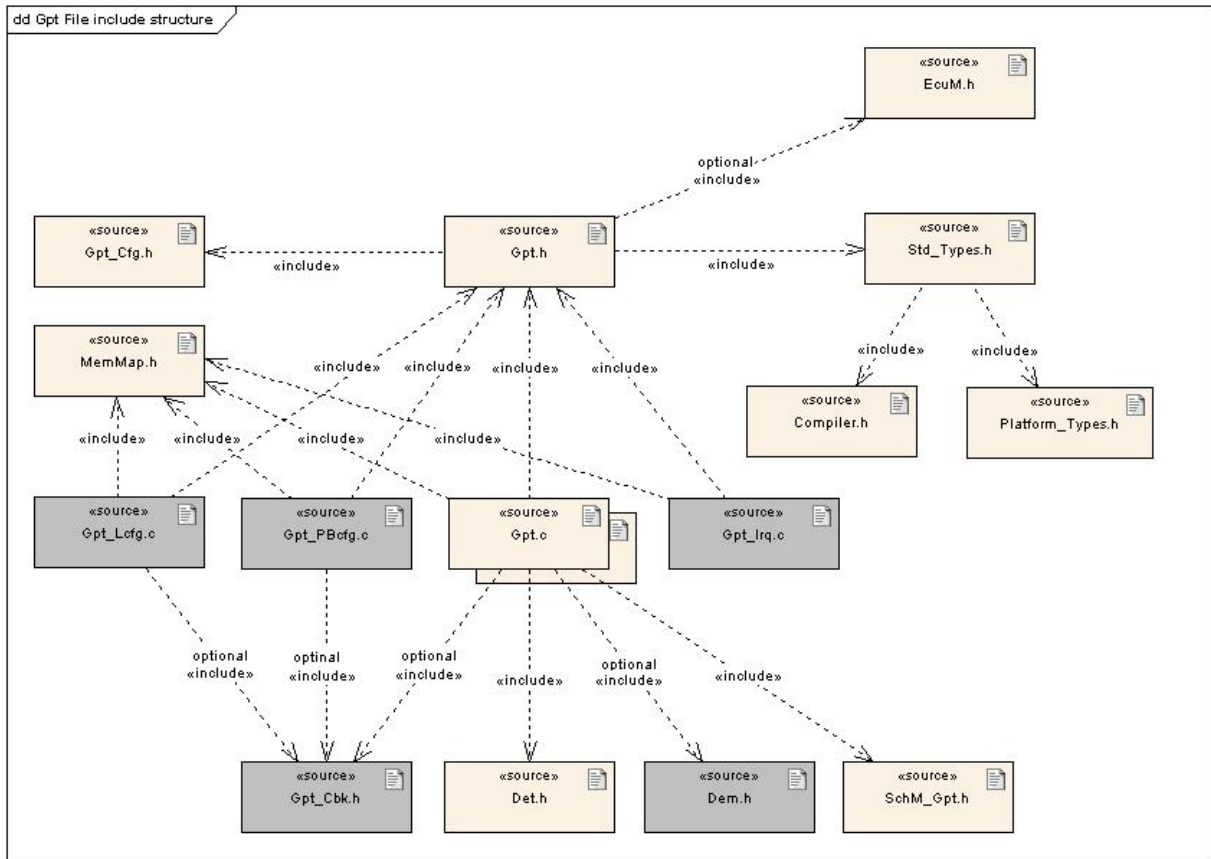 dd Gpt File include structure
«source»
EcuM.h
optional
«include»
«source»
Gpt_Cfg.h
«include»
«source»
Gpt.h
«include»
«source»
Std_Types.h
«source»
MemMap.h
«include»
«include»
«include»
«include»
«include»
«include»
«source»
Compiler.h
«source»
Platform_Types.h
«include»
«include»
«include»
«include»
«source»
Gpt_Lcfg.c
«source»
Gpt_PBcfg.c
«source»
Gpt.c
«source»
Gpt_Irq.c
optional
«include»
optinal
«include»
optional
«include»
«include»
optional
«include»
«include»
«source»
Gpt_Cbk.h
«source»
Det.h
«source»
Dem.h
«source»
SchM_Gpt.h